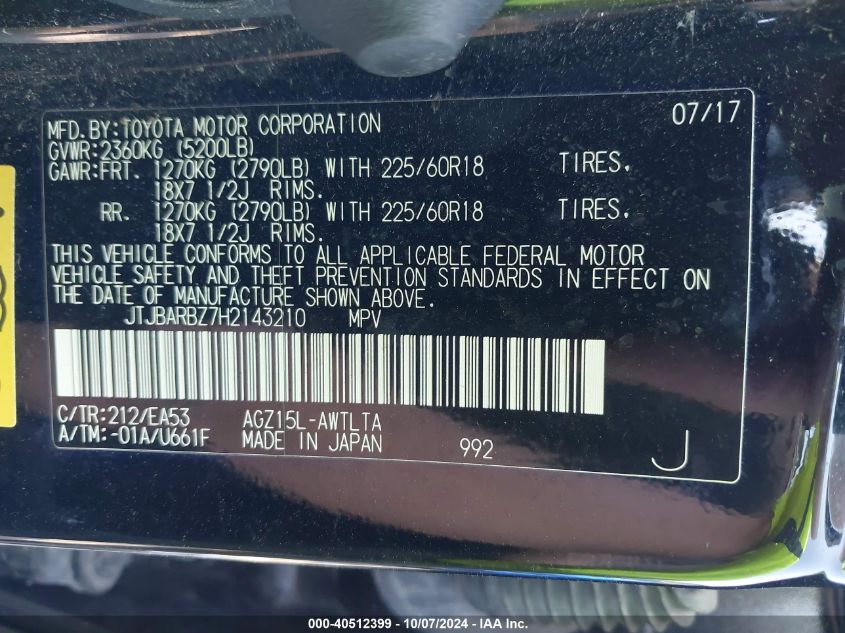 07/17
MFD.BY:TOYOTA MOTOR CORPORATION
GVWR:2360KG (5200LB)
GAWR:FRT. 1270KG (2790LB) WITH 225/60R18 TIRES.
18X7 1/2J RIMS.
RR. 1270KG (2790LB) WITH 225/60R18 TIRES.
18X7 1/2J RIMS.
THIS VEHICLE CONFORMS TO ALL APPLICABLE FEDERAL MOTOR
VEHICLE SAFETY AND THEFT PREVENTION STANDARDS IN EFFECT ON
THE DATE OF MANUFACTURE SHOWN ABOVE.
JTJBARBZ7H2143210 MPV
C/TR:212/EA53 AGZ15L-AWTLTA
A/TM:-01A/U661F MADE IN JAPAN 992 J
000-40512399 - 10/07/2024 - IAA Inc.